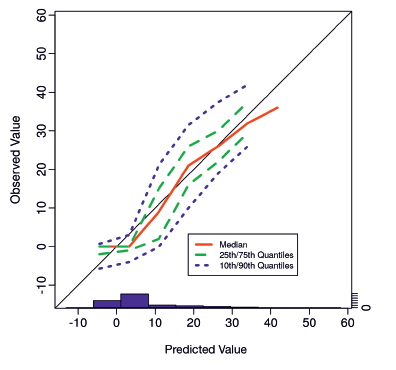 60
50
40
30
20
10
0
-10
Observed Value
Median
25th/75th Quantiles
10th/90th Quantiles
0
-10 0 10 20 30 40 50 60
Predicted Value